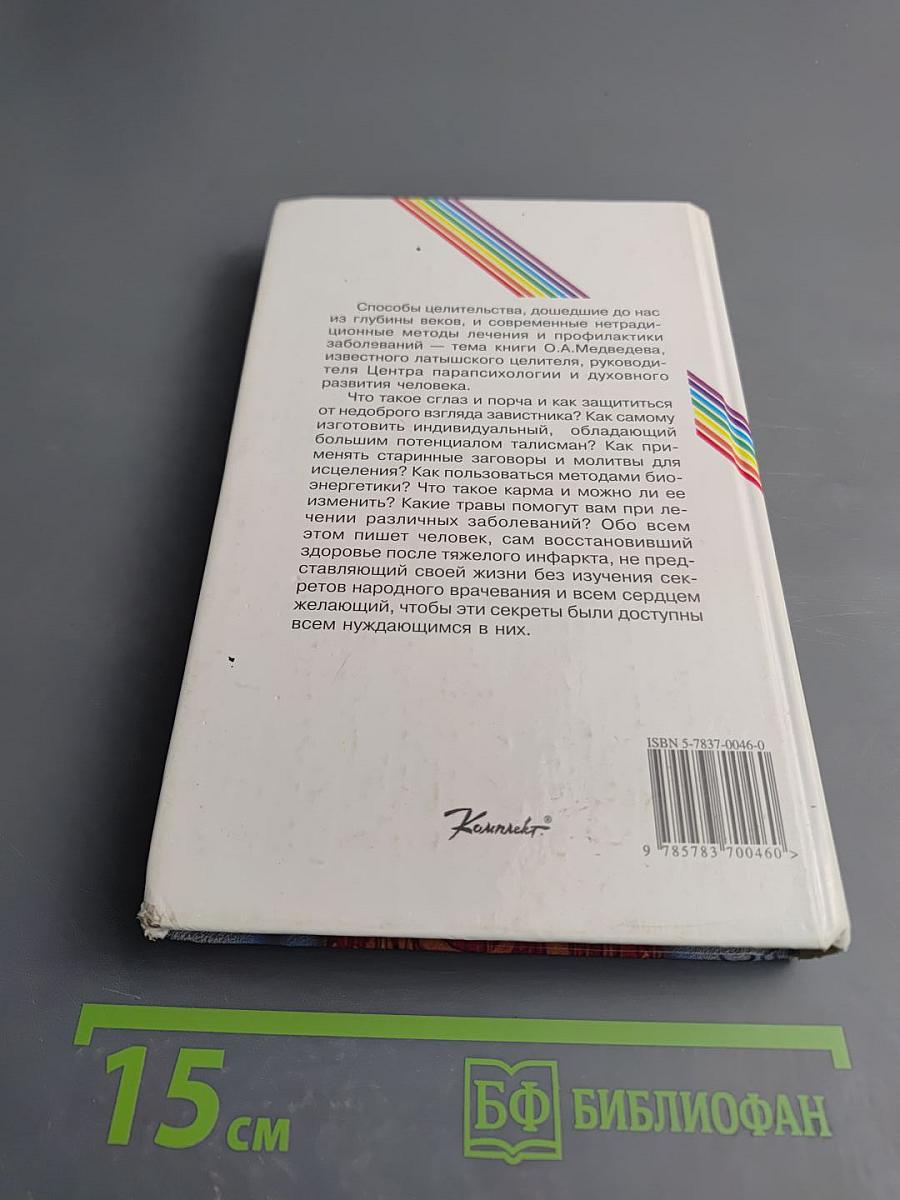 Способы целительства, дошедшие до нас
из глубины веков, и современные нетради-
ционные методы лечения и профилактики
заболеваний — тема книги О.А.Медведева,
известного латышского целителя, руководи-
теля Центра парапсихологии и духовного
развития человека.
Что такое сглаз и порча и как защититься
от недоброго взгляда завистника? Как самому
изготовить индивидуальный, обладающий
большим потенциалом талисман? Как при-
менять старинные заговоры и молитвы для
исцеления? Как пользоваться методами био-
энергетики? Что такое карма и можно ли ее
изменить? Какие травы помогут вам при ле-
чении различных заболеваний? Обо всем
этом пишет человек, сам восстановивший
здоровье после тяжелого инфаркта, не пред-
ставляющий своей жизни без изучения сек-
ретов народного врачевания и всем сердцем
желающий, чтобы эти секреты были доступны
всем нуждающимся в них.
ISBN 5-7837-0046-0
Комплект®
9 785783 700460 >
15 см
БФ БИБЛИОФАН